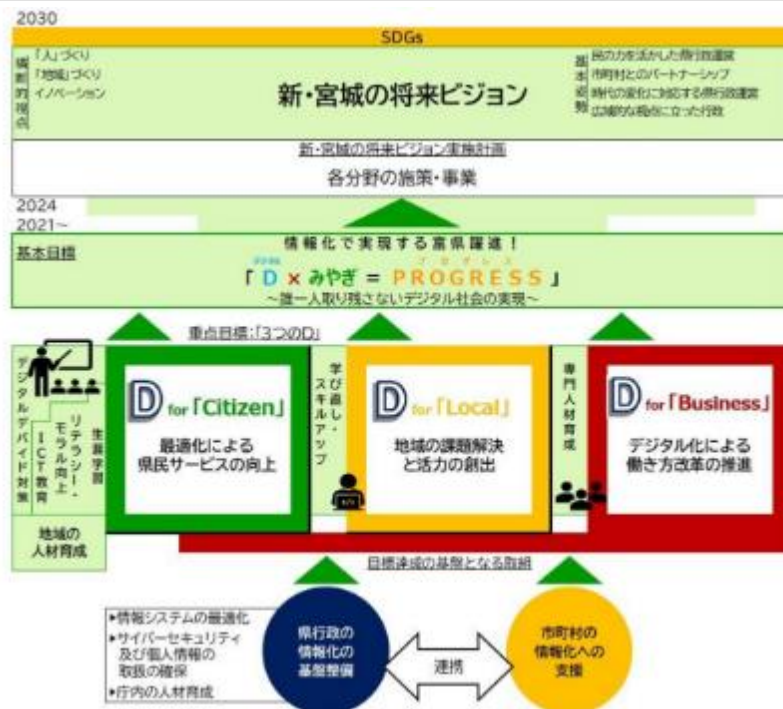 2030
SDGs
横断的視点
「人」づくり
「地域」づくり
イノベーション
新・宮城の将来ビジョン
基本姿勢
民の力を活かした県行政運営
市町村とのパートナーシップ
時代の変化に対応する県行政運営
広域的な視点に立った行政
新・宮城の将来ビジョン実施計画
各分野の施策・事業
2024
2021~
基本目標
情報化で実現する富県躍進!
プログレス
「D×みやぎ=PROGRESS」
~誰一人取り残さないデジタル社会の実現~
重点目標:「3つのD」
デジタルデバイド対策
ICT教育
リテラシー・
モラル向上
生涯学習
地域の
人材育成
D for「Citizen」
最適化による
県民サービスの向上
学び直し・
スキルアップ
D for「Local」
地域の課題解決
と活力の創出
専門人材育成
D for「Business」
デジタル化による
働き方改革の推進
目標達成の基盤となる取組
▶情報システムの最適化
▶サイバーセキュリティ
及び個人情報の
取扱の確保
▶庁内の人材育成
県行政の
情報化の
基盤整備
連携
市町村の
情報化への
支援